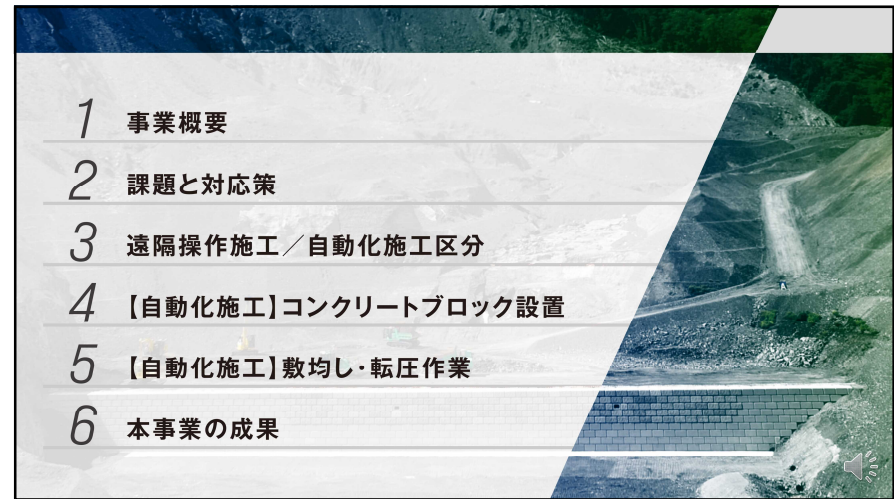 1 事業概要
2 課題と対応策
3 遠隔操作施工／自動化施工区分
4 【自動化施工】コンクリートブロック設置
5 【自動化施工】敷均し･転圧作業
6 本事業の成果